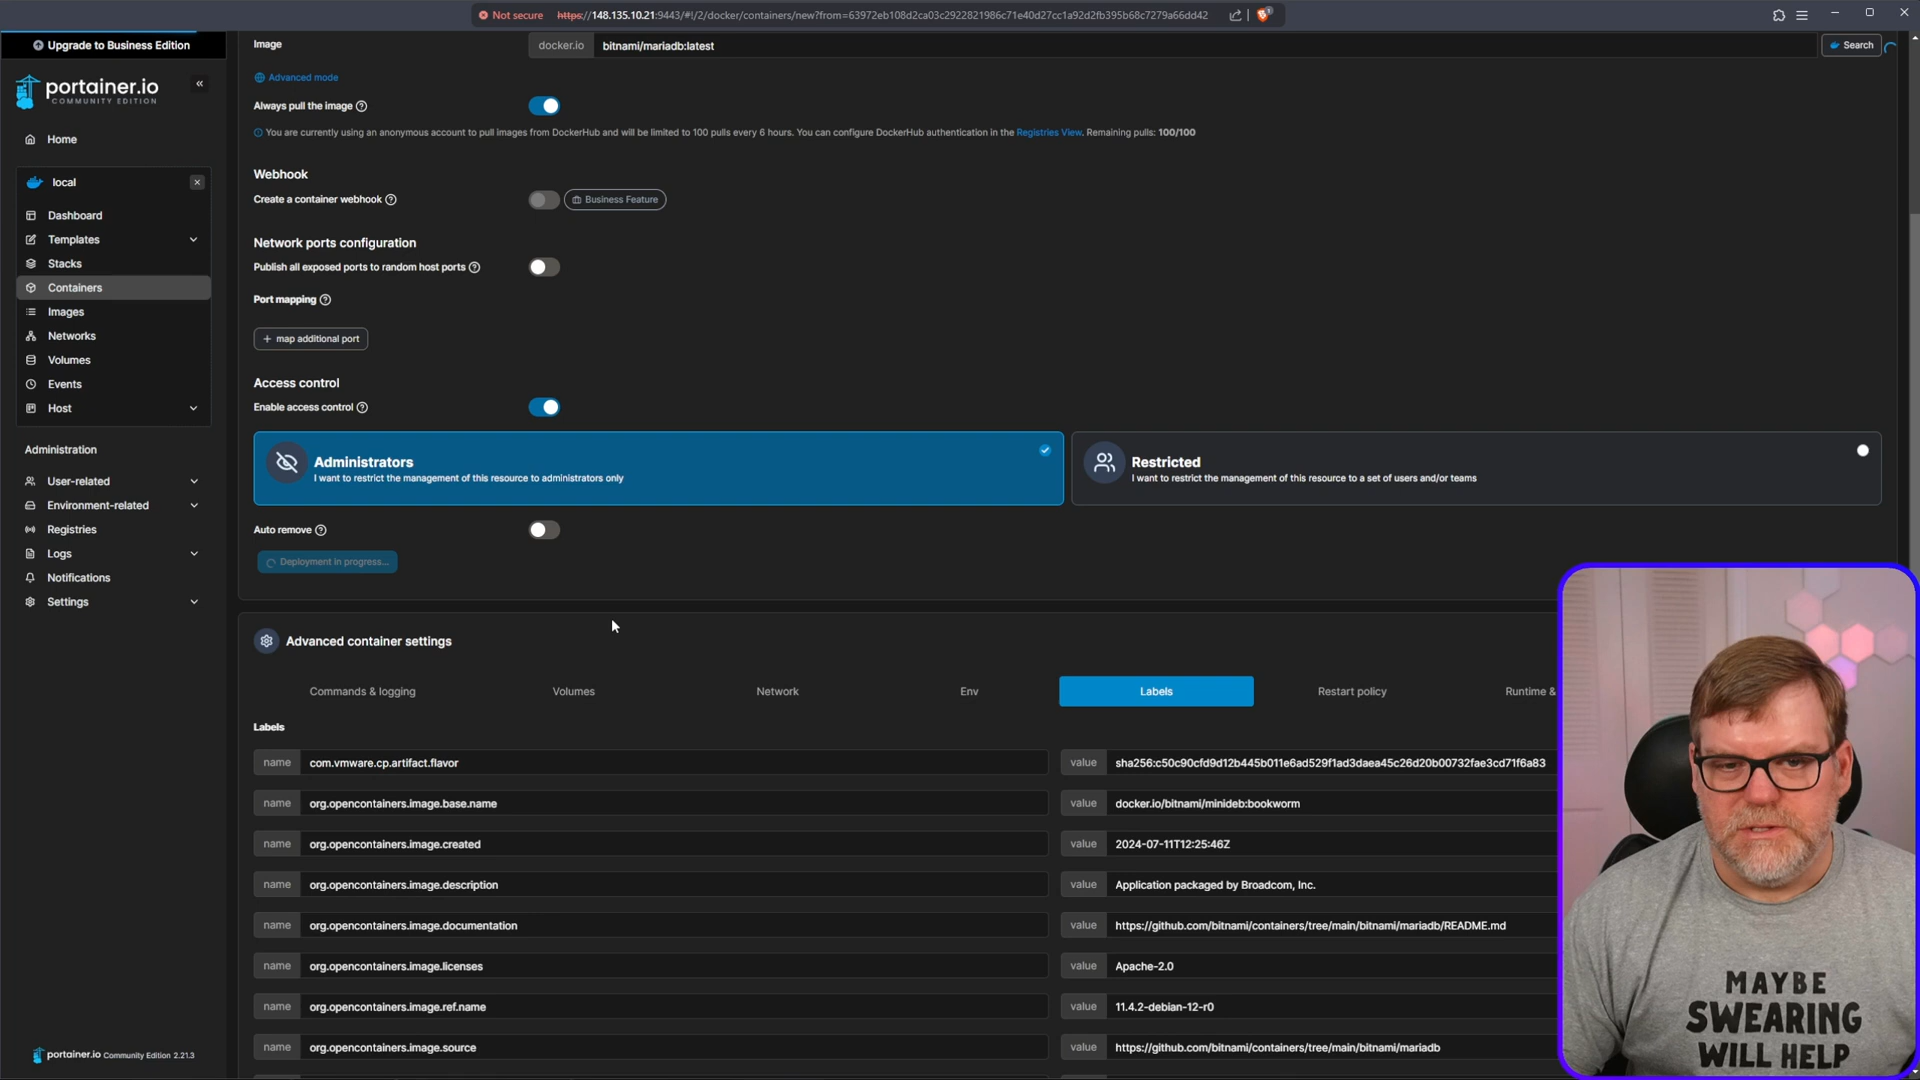 Not secure https://148.135.10.21:9443/#!/2/docker/containers/new?from=63972eb108d2ca03c2922821986c71e40d27cc1a92d2fb395b68c7279a66dd42
Upgrade to Business Edition
portainer.io
COMMUNITY EDITION
Home
local
Dashboard
Templates
Stacks
Containers
Images
Networks
Volumes
Events
Host
Administration
User-related
Environment-related
Registries
Logs
Notifications
Settings
portainer.io Community Edition 2.21.3
Image docker.io bitnami/mariadb:latest Search
Advanced mode
Always pull the image
You are currently using an anonymous account to pull images from DockerHub and will be limited to 100 pulls every 6 hours. You can configure DockerHub authentication in the Registries View. Remaining pulls: 100/100
Webhook
Create a container webhook Business Feature
Network ports configuration
Publish all exposed ports to random host ports
Port mapping
+ map additional port
Access control
Enable access control
Administrators
I want to restrict the management of this resource to administrators only
Restricted
I want to restrict the management of this resource to a set of users and/or teams
Auto remove
Deployment in progress...
Advanced container settings
Commands & logging Volumes Network Env Labels Restart policy Runtime &
Labels
name com.vmware.cp.artifact.flavor value sha256:c50c90cfd9d12b445b011e6ad529f1ad3daea45c26d20b00732fae3cd71f6a83
name org.opencontainers.image.base.name value docker.io/bitnami/minideb:bookworm
name org.opencontainers.image.created value 2024-07-11T12:25:46Z
name org.opencontainers.image.description value Application packaged by Broadcom, Inc.
name org.opencontainers.image.documentation value https://github.com/bitnami/containers/tree/main/bitnami/mariadb/README.md
name org.opencontainers.image.licenses value Apache-2.0
name org.opencontainers.image.ref.name value 11.4.2-debian-12-r0
name org.opencontainers.image.source value https://github.com/bitnami/containers/tree/main/bitnami/mariadb
MAYBE
SWEARING
WILL HELP